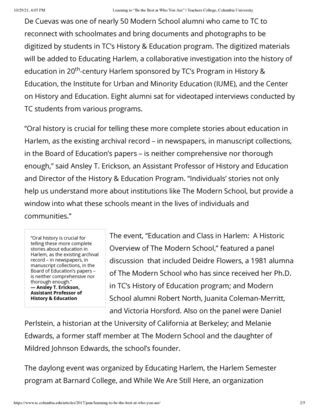 10/29/21, 4:05 PM Learning to "Be the Best at Who You Are" | Teachers College, Columbia University
De Cuevas was one of nearly 50 Modern School alumni who came to TC to
reconnect with schoolmates and bring documents and photographs to be
digitized by students in TC's History & Education program. The digitized materials
will be added to Educating Harlem, a collaborative investigation into the history of
education in 20th-century Harlem sponsored by TC's Program in History &
Education, the Institute for Urban and Minority Education (IUME), and the Center
on History and Education. Eight alumni sat for videotaped interviews conducted by
TC students from various programs.
"Oral history is crucial for telling these more complete stories about education in
Harlem, as the existing archival record – in newspapers, in manuscript collections,
in the Board of Education's papers – is neither comprehensive nor thorough
enough," said Ansley T. Erickson, an Assistant Professor of History and Education
and Director of the History & Education Program. "Individuals' stories not only
help us understand more about institutions like The Modern School, but provide a
window into what these schools meant in the lives of individuals and
communities."
"Oral history is crucial for
telling these more complete
stories about education in
Harlem, as the existing archival
record – in newspapers, in
manuscript collections, in the
Board of Education's papers –
is neither comprehensive nor
thorough enough."
— Ansley T. Erickson,
Assistant Professor of
History & Education
The event, "Education and Class in Harlem: A Historic
Overview of The Modern School," featured a panel
discussion that included Deidre Flowers, a 1981 alumna
of The Modern School who has since received her Ph.D.
in TC's History of Education program; and Modern
School alumni Robert North, Juanita Coleman-Merritt,
and Victoria Horsford. Also on the panel were Daniel
Perlstein, a historian at the University of California at Berkeley; and Melanie
Edwards, a former staff member at The Modern School and the daughter of
Mildred Johnson Edwards, the school's founder.
The daylong event was organized by Educating Harlem, the Harlem Semester
program at Barnard College, and While We Are Still Here, an organization
https://www.tc.columbia.edu/articles/2017/june/learning-to-be-the-best-at-who-you-are/ 2/5